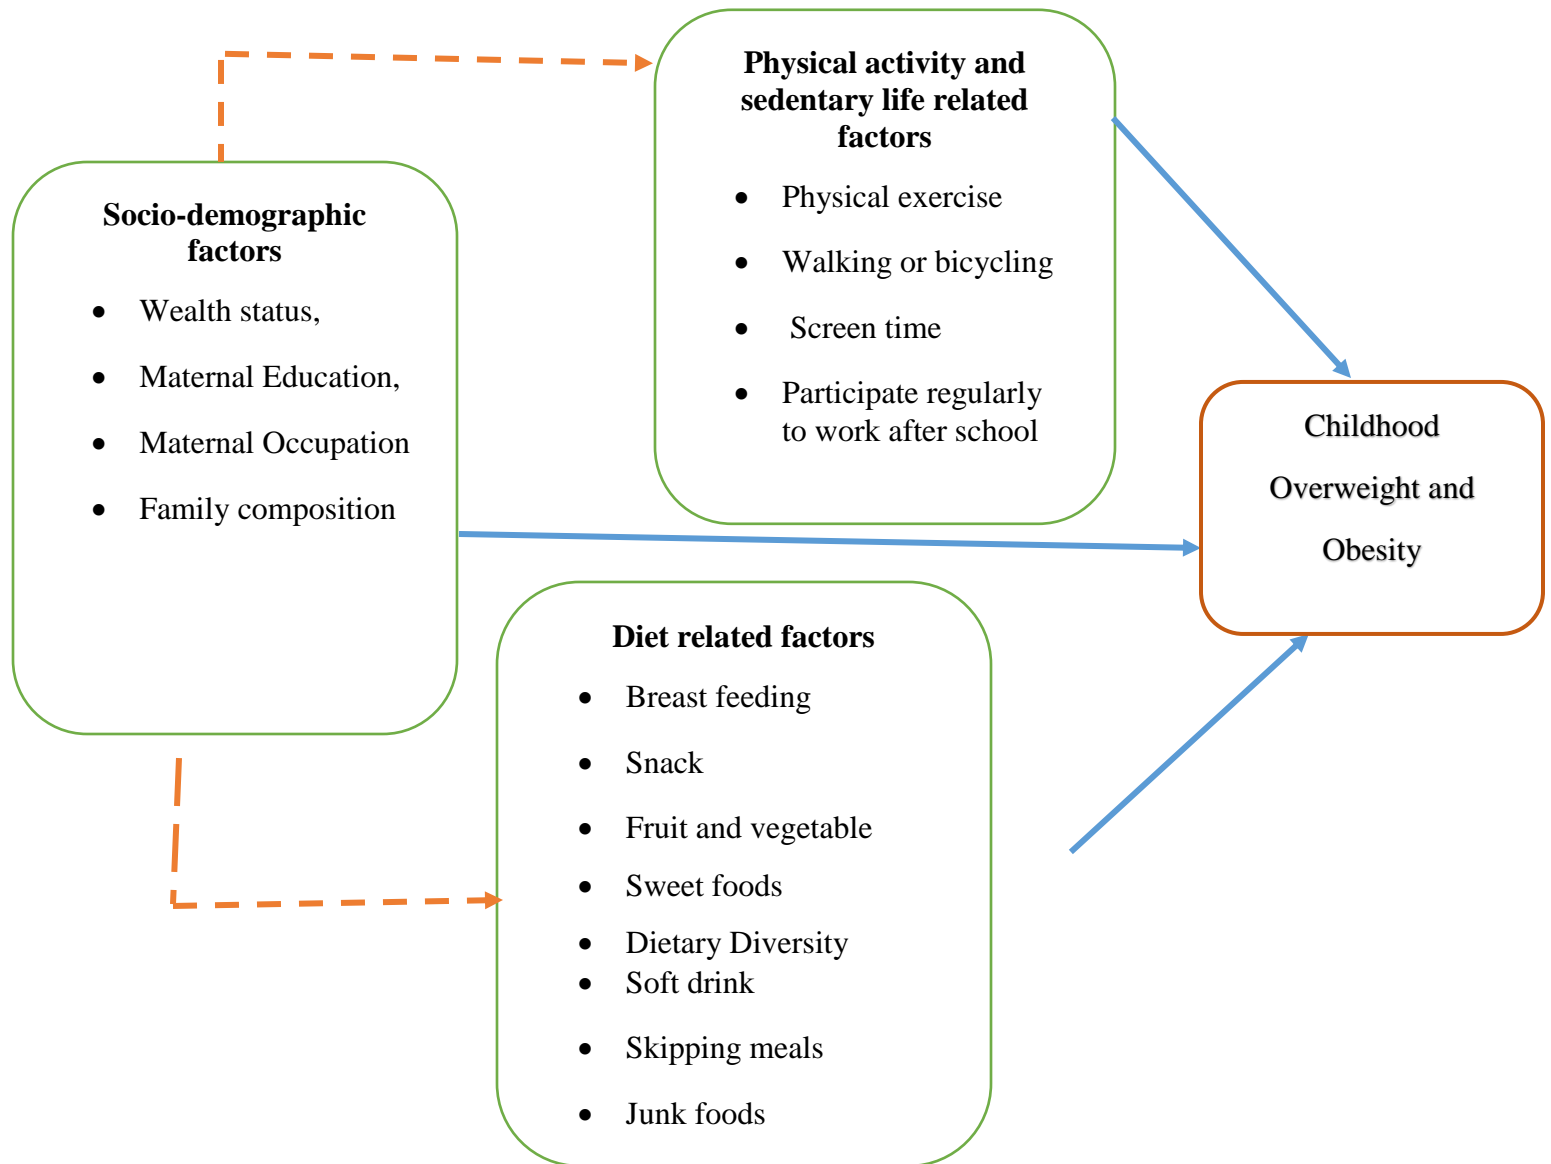 Physical activity and
sedentary life related
factors
• Physical exercise
• Walking or bicycling
• Screen time
• Participate regularly
to work after school
Socio-demographic
factors
• Wealth status,
• Maternal Education,
• Maternal Occupation
• Family composition
Childhood
Overweight and
Obesity
Diet related factors
• Breast feeding
• Snack
• Fruit and vegetable
• Sweet foods
• Dietary Diversity
• Soft drink
• Skipping meals
• Junk foods